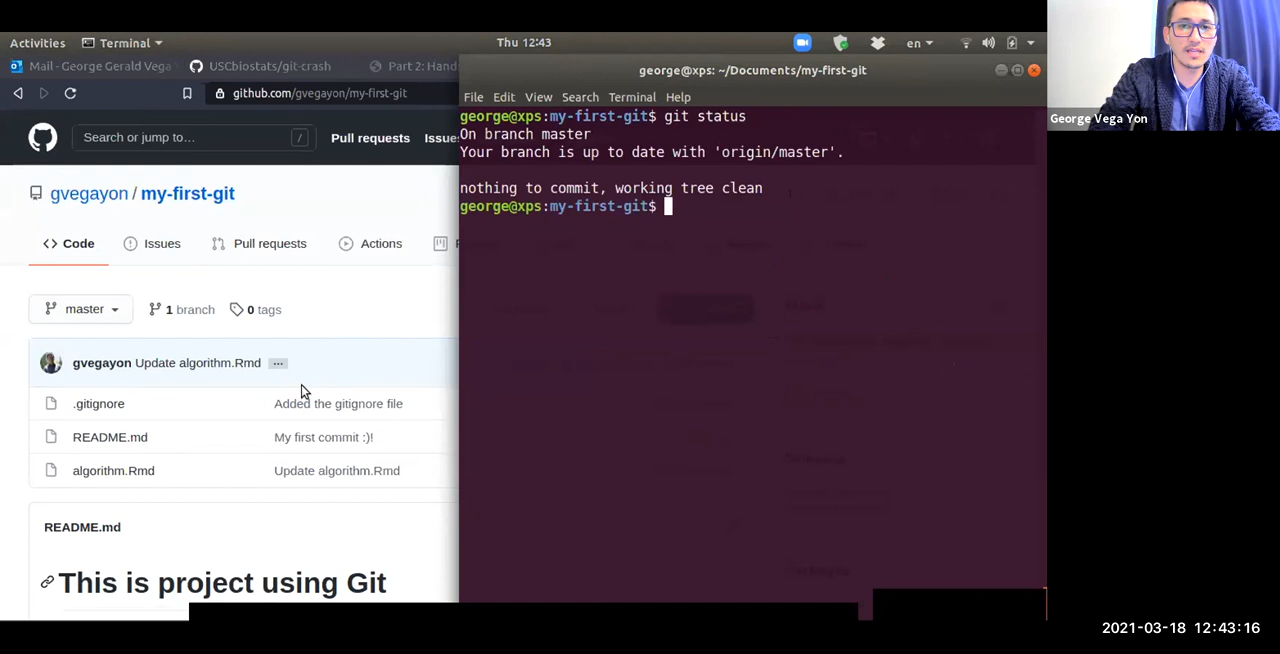 Activities Terminal Thu 12:43 en
Mail - George Gerald Vega USCbiostats/git-crash Part 2: Hand
george@xps: ~/Documents/my-first-git
github.com/gvegayon/my-first-git
File Edit View Search Terminal Help
Search or jump to... / Pull requests Issue
george@xps:my-first-git$ git status
On branch master
Your branch is up to date with 'origin/master'.
nothing to commit, working tree clean
george@xps:my-first-git$
gvegayon / my-first-git
Code Issues Pull requests Actions
master 1 branch 0 tags
gvegayon Update algorithm.Rmd ...
.gitignore Added the gitignore file
README.md My first commit :)!
algorithm.Rmd Update algorithm.Rmd
README.md
This is project using Git
George Vega Yon
2021-03-18 12:43:16